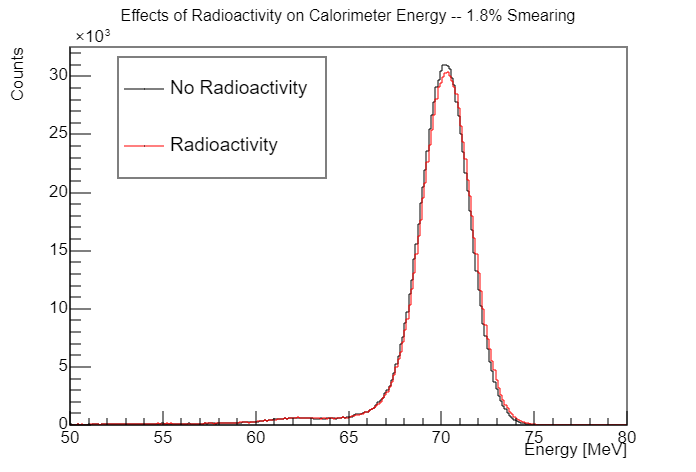 Effects of Radioactivity on Calorimeter Energy -- 1.8% Smearing
×10³
Counts
No Radioactivity
Radioactivity
30
25
20
15
10
5
0
50 55 60 65 70 75 80
Energy [MeV]